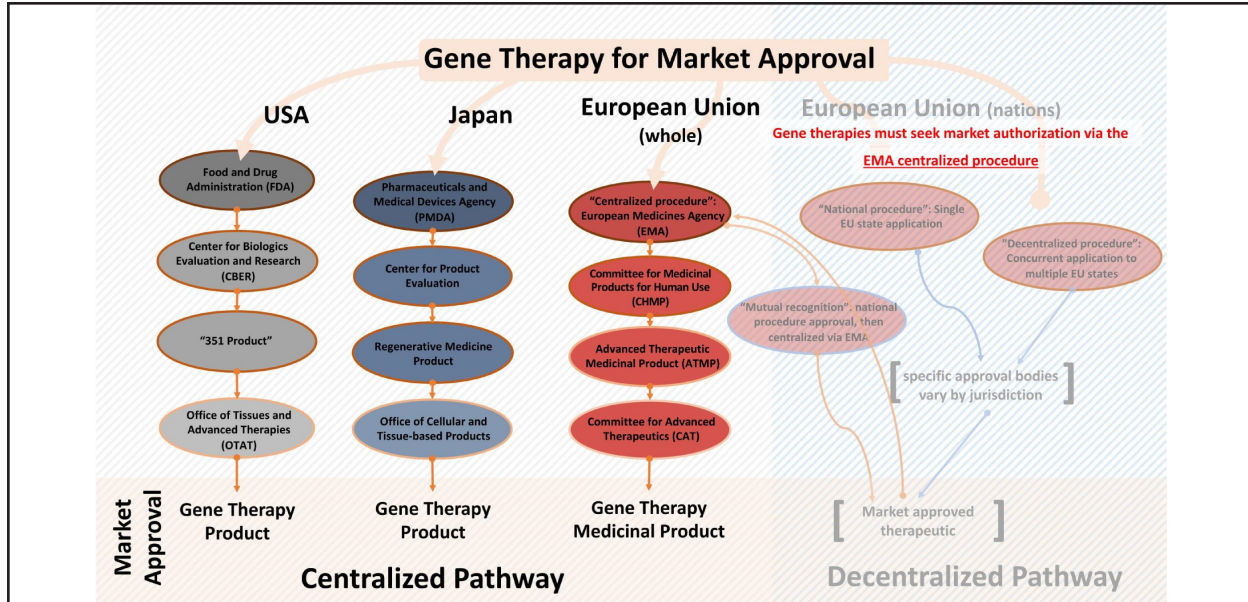 Gene Therapy for Market Approval
USA
Food and Drug
Administration (FDA)
Center for Biologics
Evaluation and Research
(CBER)
“351 Product”
Office of Tissues and
Advanced Therapies
(OTAT)
Gene Therapy
Product
Japan
Pharmaceuticals and
Medical Devices Agency
(PMDA)
Center for Product
Evaluation
Regenerative Medicine
Product
Office of Cellular and
Tissue-based Products
Gene Therapy
Product
European Union
(whole)
“Centralized procedure”:
European Medicines Agency
(EMA)
Committee for Medicinal
Products for Human Use
(CHMP)
Advanced Therapeutic
Medicinal Product (ATMP)
Committee for Advanced
Therapeutics (CAT)
Gene Therapy
Medicinal Product
European Union (nations)
Gene therapies must seek market authorization via the
EMA centralized procedure
“National procedure”: Single
EU state application
“Decentralized procedure”:
Concurrent application to
multiple EU states
“Mutual recognition”: national
procedure approval, then
centralized via EMA
[ specific approval bodies
vary by jurisdiction ]
[ Market approved
therapeutic ]
Market
Approval
Centralized Pathway
Decentralized Pathway